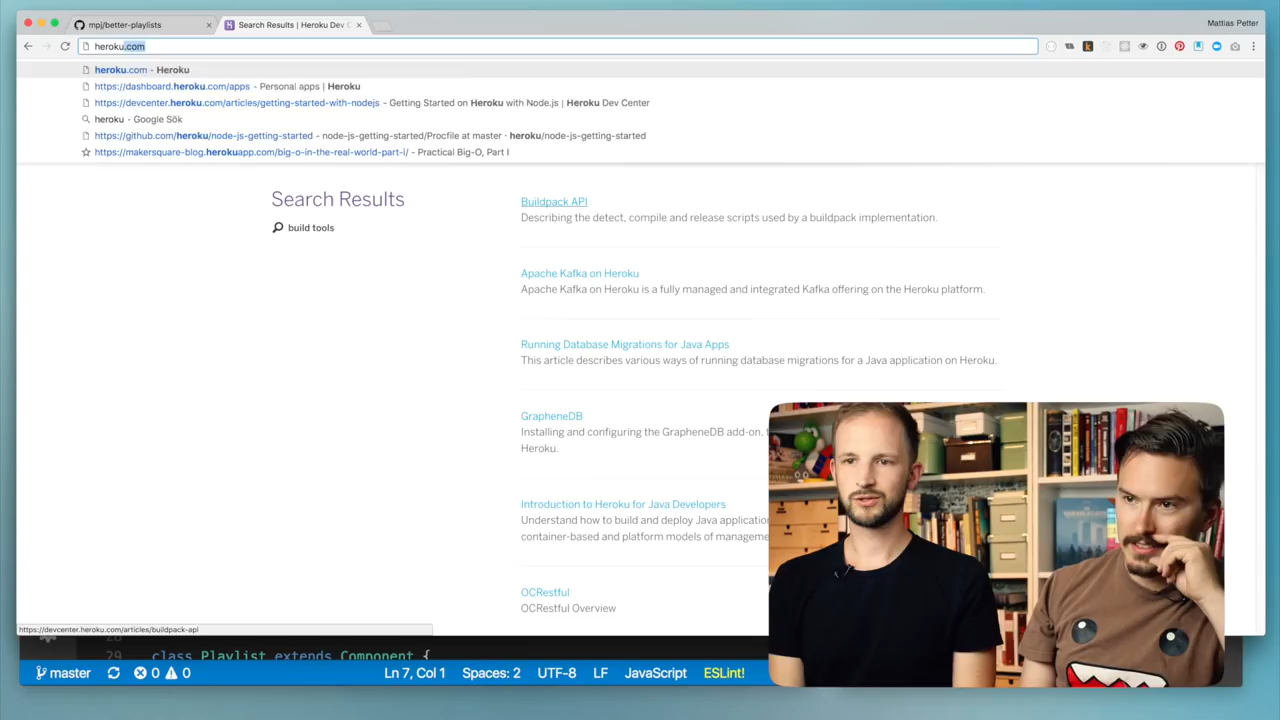 mpj/better-playlists
Search Results | Heroku Dev C
Mattias Petter
heroku.com
heroku.com - Heroku
https://dashboard.heroku.com/apps - Personal apps | Heroku
https://devcenter.heroku.com/articles/getting-started-with-nodejs - Getting Started on Heroku with Node.js | Heroku Dev Center
heroku - Google Sök
https://github.com/heroku/node-js-getting-started - node-js-getting-started/Procfile at master · heroku/node-js-getting-started
https://makersquare-blog.herokuapp.com/big-o-in-the-real-world-part-i/ - Practical Big-O, Part I
Search Results
build tools
Buildpack API
Describing the detect, compile and release scripts used by a buildpack implementation.
Apache Kafka on Heroku
Apache Kafka on Heroku is a fully managed and integrated Kafka offering on the Heroku platform.
Running Database Migrations for Java Apps
This article describes various ways of running database migrations for a Java application on Heroku.
GrapheneDB
Installing and configuring the GrapheneDB add-on,
Heroku.
Introduction to Heroku for Java Developers
Understand how to build and deploy Java applicatio
container-based and platform models of manageme
OCRestful
OCRestful Overview
https://devcenter.heroku.com/articles/buildpack-api
28
29 class Playlist extends Component {
master 0 0 Ln 7, Col 1 Spaces: 2 UTF-8 LF JavaScript ESLint!